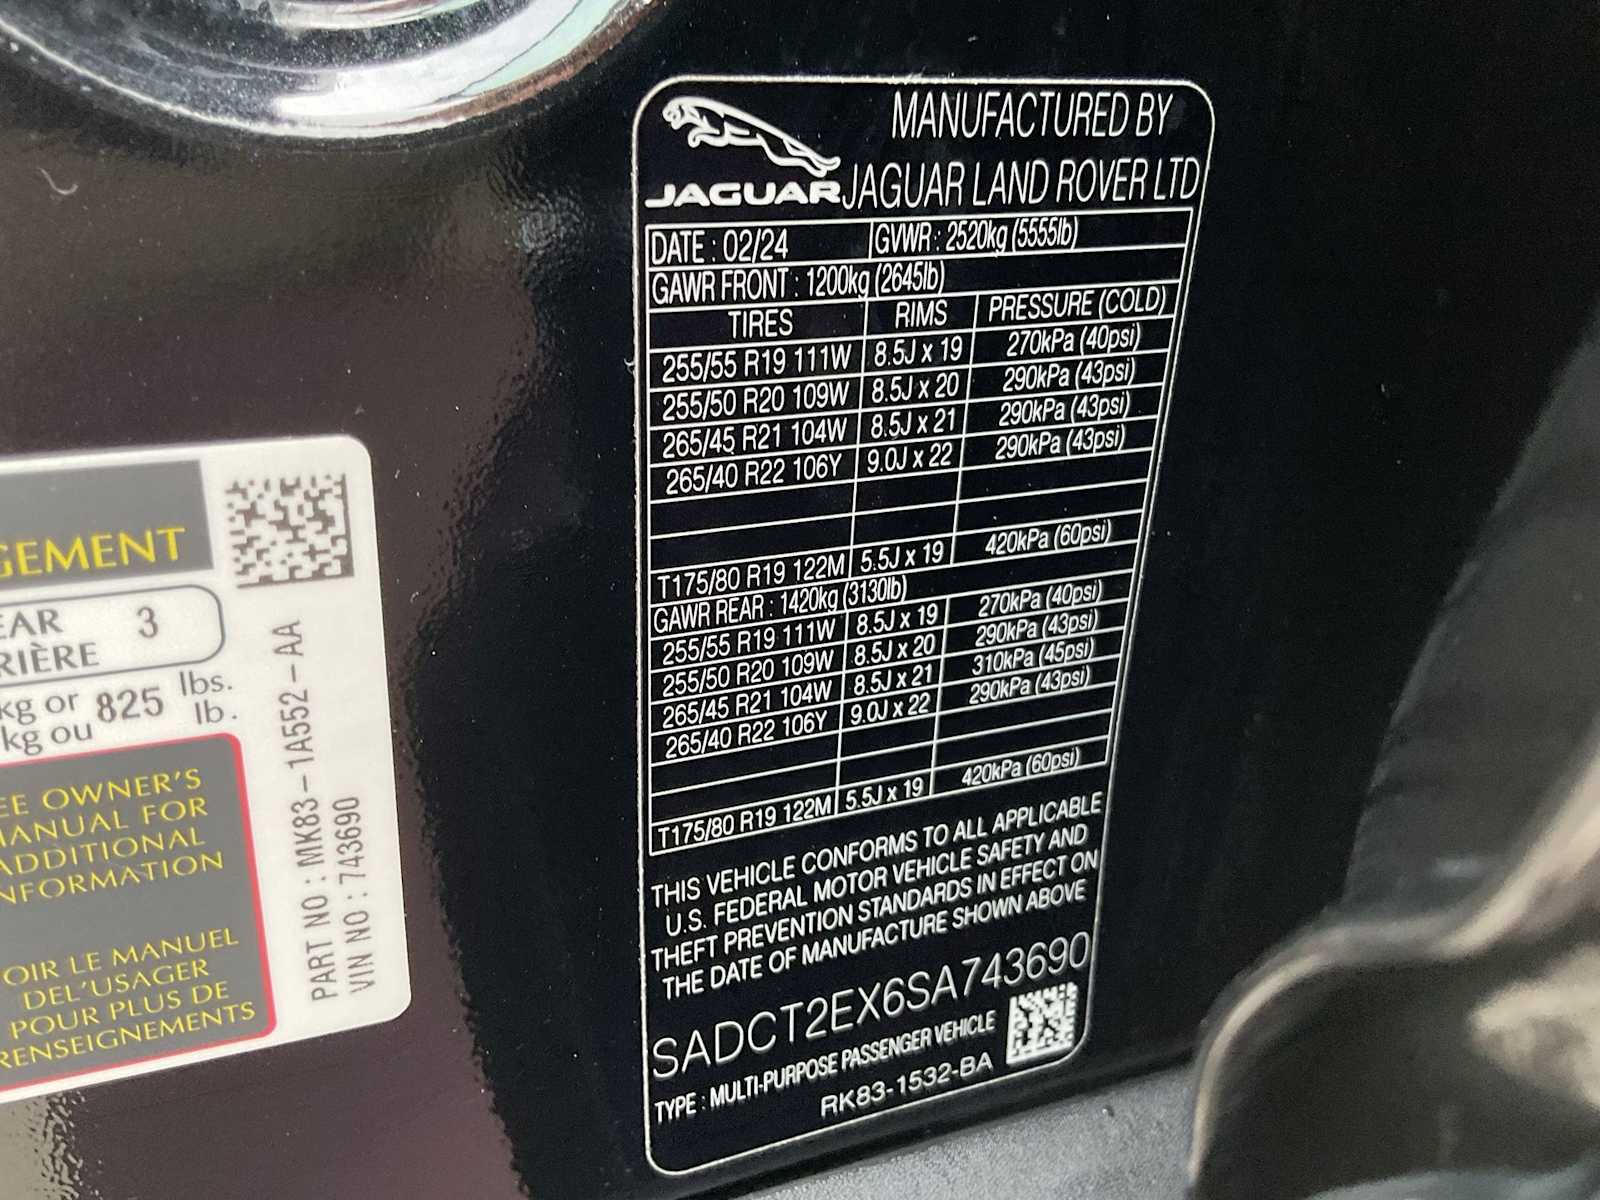 GEMENT
EAR 3
RIÈRE
kg or 825 lbs.
kg ou lb.
EE OWNER'S
MANUAL FOR
ADDITIONAL
NFORMATION
OIR LE MANUEL
DEL'USAGER
POUR PLUS DE
RENSEIGNEMENTS
PART NO : MK83-1A552-AA
VIN NO : 743690
JAGUAR
MANUFACTURED BY
JAGUAR LAND ROVER LTD
DATE : 02/24 GVWR : 2520kg (5555lb)
GAWR FRONT : 1200kg (2645lb)
TIRES RIMS PRESSURE (COLD)
255/55 R19 111W 8.5J x 19 270kPa (40psi)
255/50 R20 109W 8.5J x 20 290kPa (43psi)
265/45 R21 104W 8.5J x 21 290kPa (43psi)
265/40 R22 106Y 9.0J x 22 290kPa (43psi)
T175/80 R19 122M 5.5J x 19 420kPa (60psi)
GAWR REAR : 1420kg (3130lb)
255/55 R19 111W 8.5J x 19 270kPa (40psi)
255/50 R20 109W 8.5J x 20 290kPa (43psi)
265/45 R21 104W 8.5J x 21 310kPa (45psi)
265/40 R22 106Y 9.0J x 22 290kPa (43psi)
T175/80 R19 122M 5.5J x 19 420kPa (60psi)
THIS VEHICLE CONFORMS TO ALL APPLICABLE
U.S. FEDERAL MOTOR VEHICLE SAFETY AND
THEFT PREVENTION STANDARDS IN EFFECT ON
THE DATE OF MANUFACTURE SHOWN ABOVE
SADCT2EX6SA743690
TYPE : MULTI-PURPOSE PASSENGER VEHICLE
RK83-1532-BA